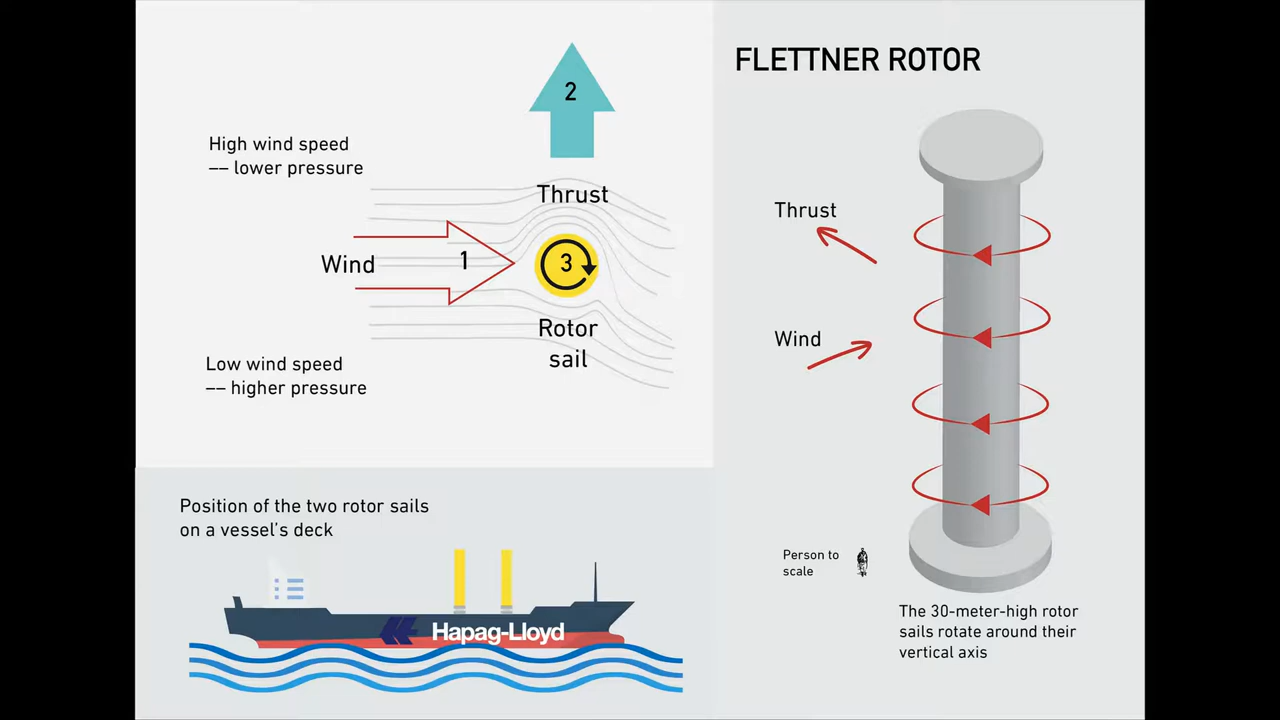 FLETTNER ROTOR
2
High wind speed
–– lower pressure
Thrust
Wind
1
3
Rotor
sail
Low wind speed
–– higher pressure
Position of the two rotor sails
on a vessel's deck
Hapag-Lloyd
Thrust
Wind
Person to
scale
The 30-meter-high rotor
sails rotate around their
vertical axis